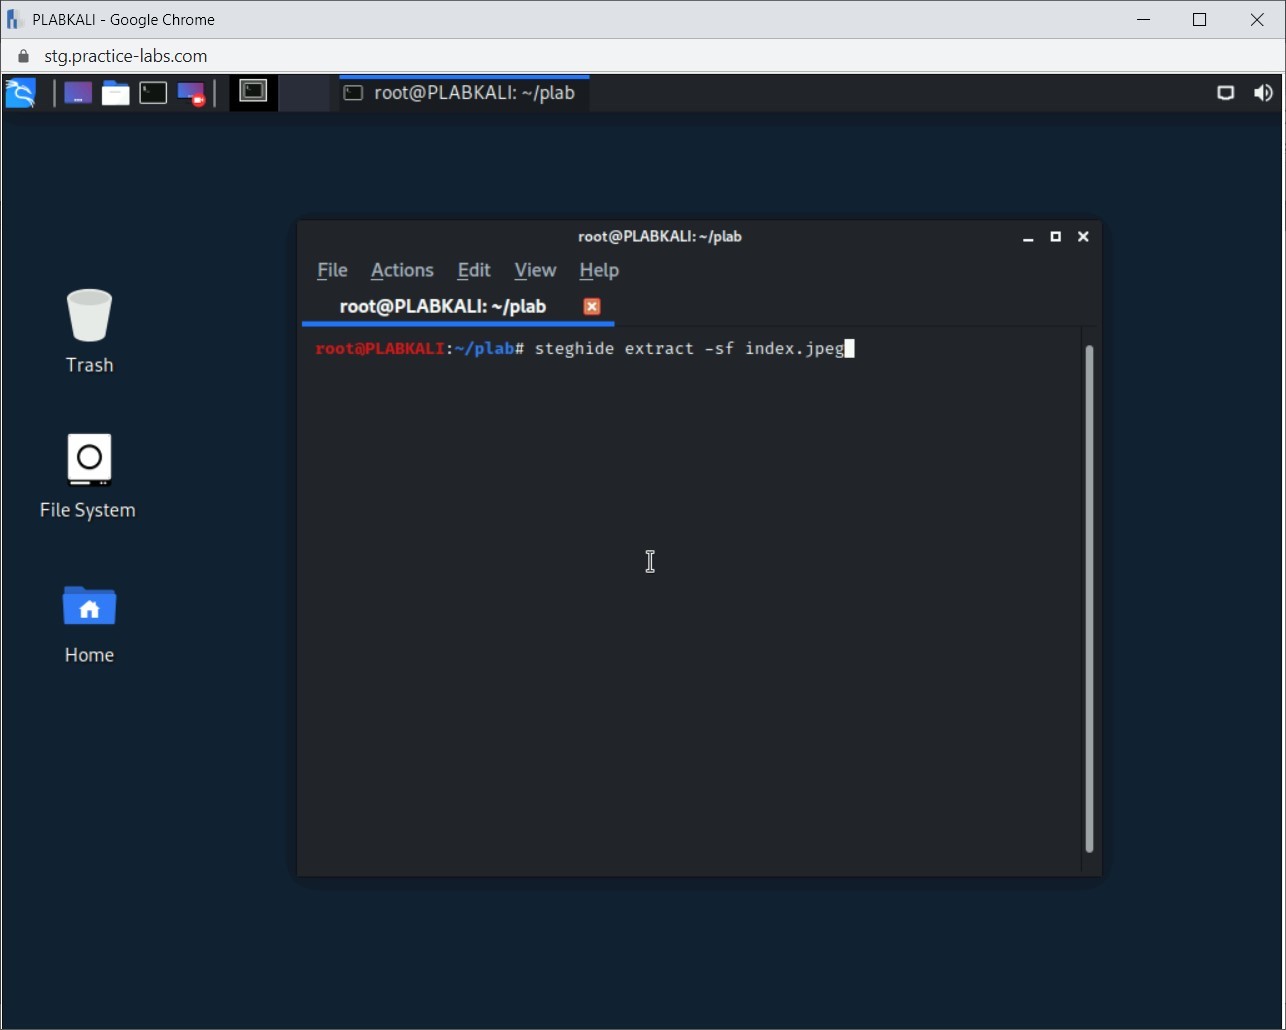 PLABKALI - Google Chrome
stg.practice-labs.com
root@PLABKALI: ~/plab
root@PLABKALI: ~/plab
File Actions Edit View Help
root@PLABKALI: ~/plab
root@PLABKALI:~/plab# steghide extract -sf index.jpeg
Trash
File System
Home